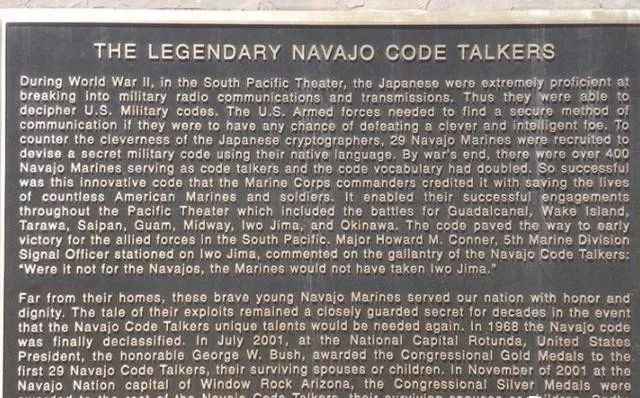 THE LEGENDARY NAVAJO CODE TALKERS
During World War II, in the South Pacific Theater, the Japanese were extremely proficient at
breaking into military radio communications and transmissions. Thus they were able to
decipher U.S. Military codes. The U.S. Armed forces needed to find a secure method of
communication if they were to have any chance of defeating a clever and intelligent foe. To
counter the cleverness of the Japanese cryptographers, 29 Navajo Marines were recruited to
devise a secret military code using their native language. By war's end, there were over 400
Navajo Marines serving as code talkers and the code vocabulary had doubled. So successful
was this innovative code that the Marine Corps commanders credited it with saving the lives
of countless American Marines and soldiers. It enabled their successful engagements
throughout the Pacific Theater which included the battles for Guadalcanal, Wake Island,
Tarawa, Saipan, Guam, Midway, Iwo Jima, and Okinawa. The code paved the way to early
victory for the allied forces in the South Pacific. Major Howard M. Conner, 5th Marine Division
Signal Officer stationed on Iwo Jima, commented on the gallantry of the Navajo Code Talkers:
"Were it not for the Navajos, the Marines would not have taken Iwo Jima."
Far from their homes, these brave young Navajo Marines served our nation with honor and
dignity. The tale of their exploits remained a closely guarded secret for decades in the event
that the Navajo Code Talkers unique talents would be needed again. In 1968 the Navajo code
was finally declassified. In July 2001, at the National Capital Rotunda, United States
President, the honorable George W. Bush, awarded the Congressional Gold Medals to the
first 29 Navajo Code Talkers, their surviving spouses or children. In November of 2001 at the
Navajo Nation capital of Window Rock Arizona, the Congressional Silver Medals were